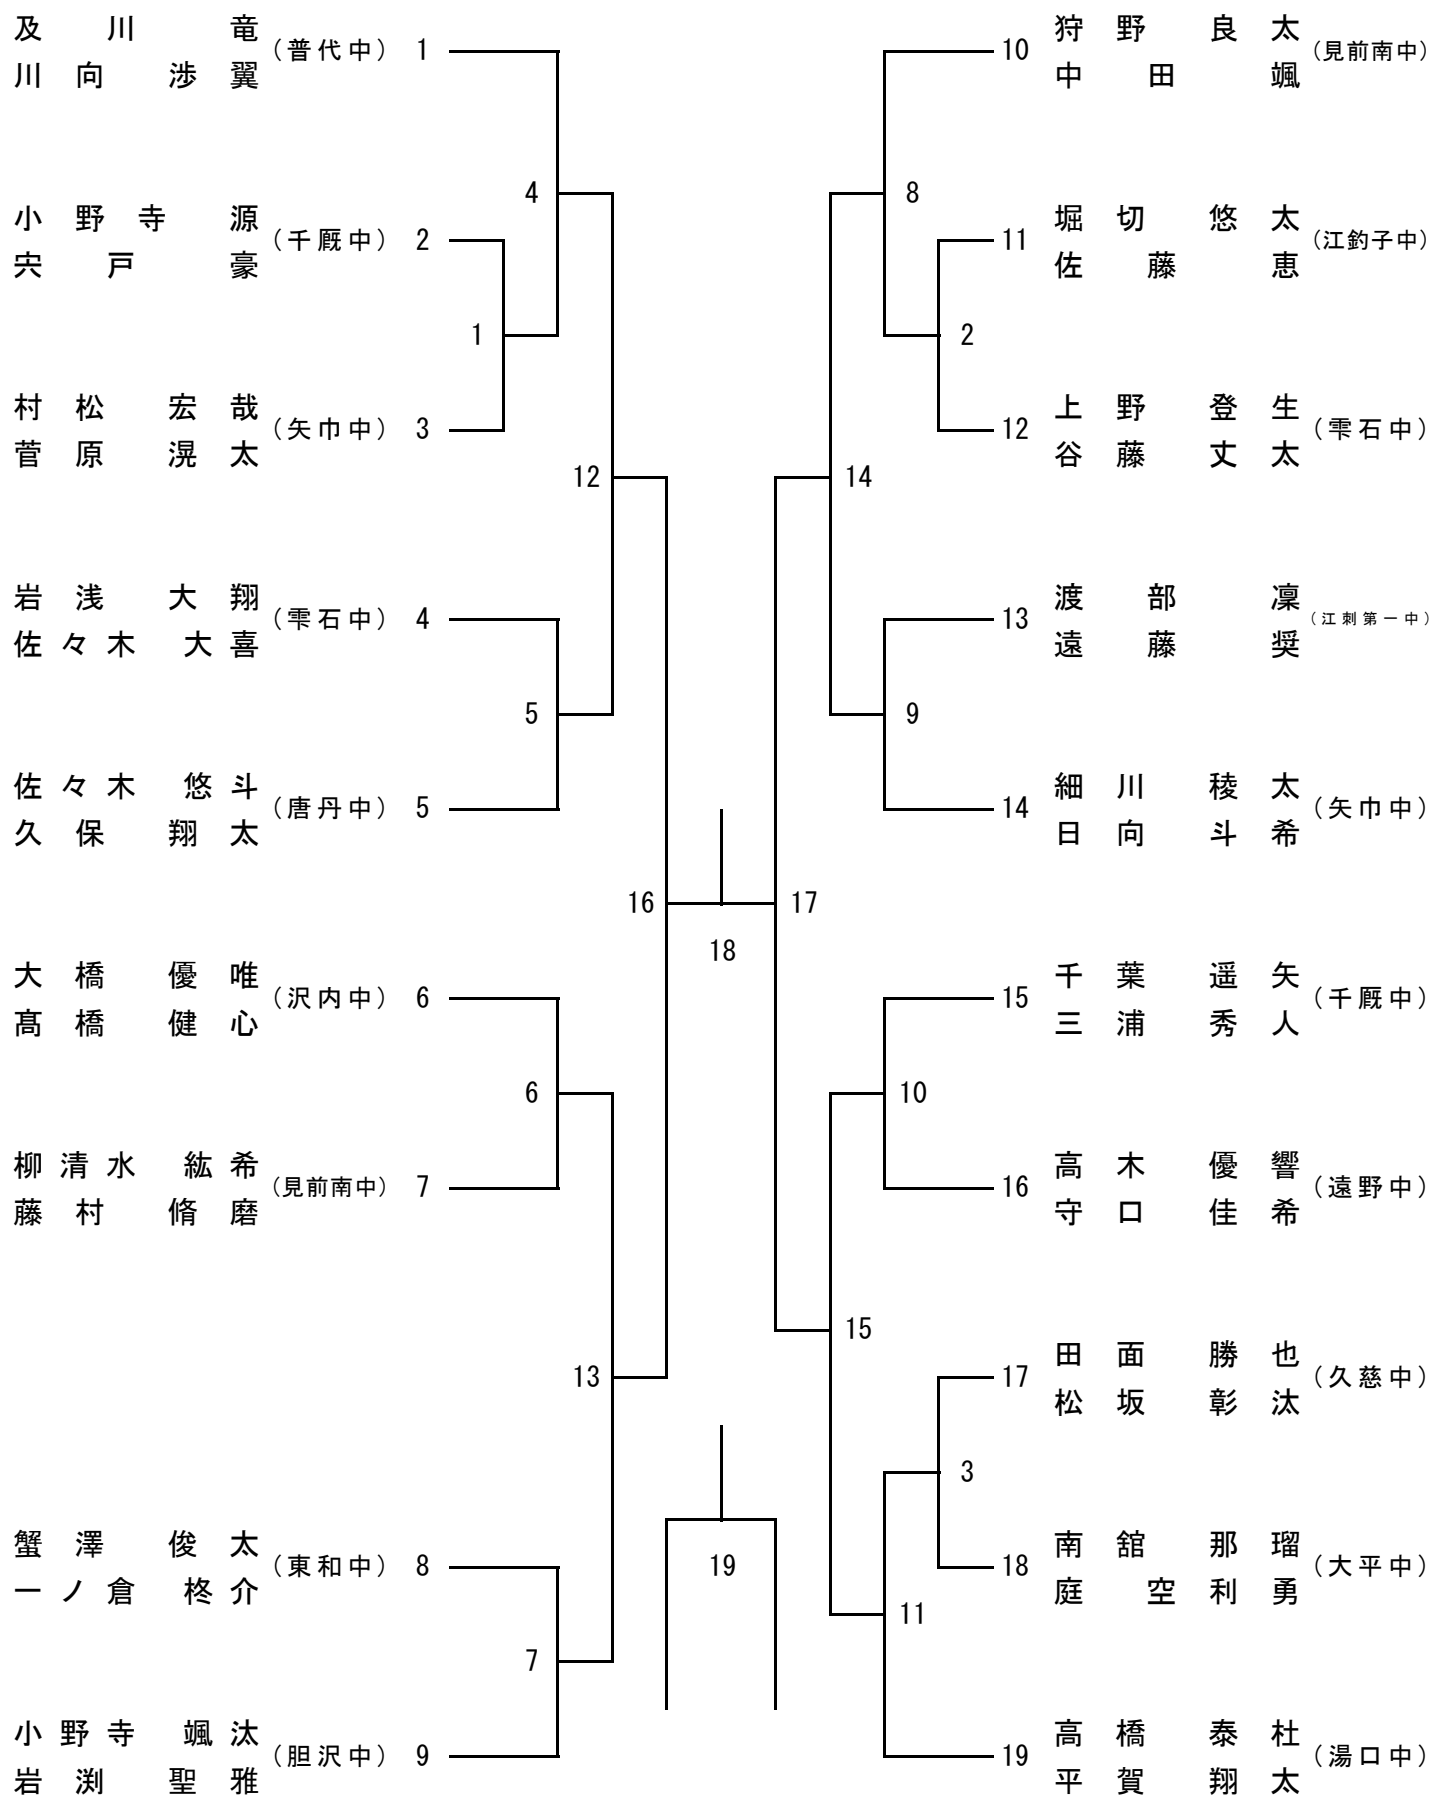 及川 竜
川向 渉翼
(普代中) 1
小野寺 源
宍戸 豪
(千厩中) 2
村松 宏哉
菅原 滉太
(矢巾中) 3
岩浅 大翔
佐々木 大喜
(雫石中) 4
佐々木 悠斗
久保 翔太
(唐丹中) 5
大橋 優唯
髙橋 健心
(沢内中) 6
柳清水 紘希
藤村 脩磨
(見前南中) 7
蟹澤 俊太
一ノ倉 柊介
(東和中) 8
小野寺 颯汰
岩渕 聖雅
(胆沢中) 9
4
1
12
5
16
6
13
7
18
19
17
14
8
2
9
15
10
3
11
10 狩野 良太
中田 颯
(見前南中)
11 堀切 悠太
佐藤 恵
(江釣子中)
12 上野 登生
谷藤 丈太
(雫石中)
13 渡部 凜
遠藤 奨
(江刺第一中)
14 細川 稜太
日向 斗希
(矢巾中)
15 千葉 遥矢
三浦 秀人
(千厩中)
16 高木 優響
守口 佳希
(遠野中)
17 田面 勝也
松坂 彰汰
(久慈中)
18 南舘 那瑠
庭 空利勇
(大平中)
19 高橋 泰杜
平賀 翔太
(湯口中)